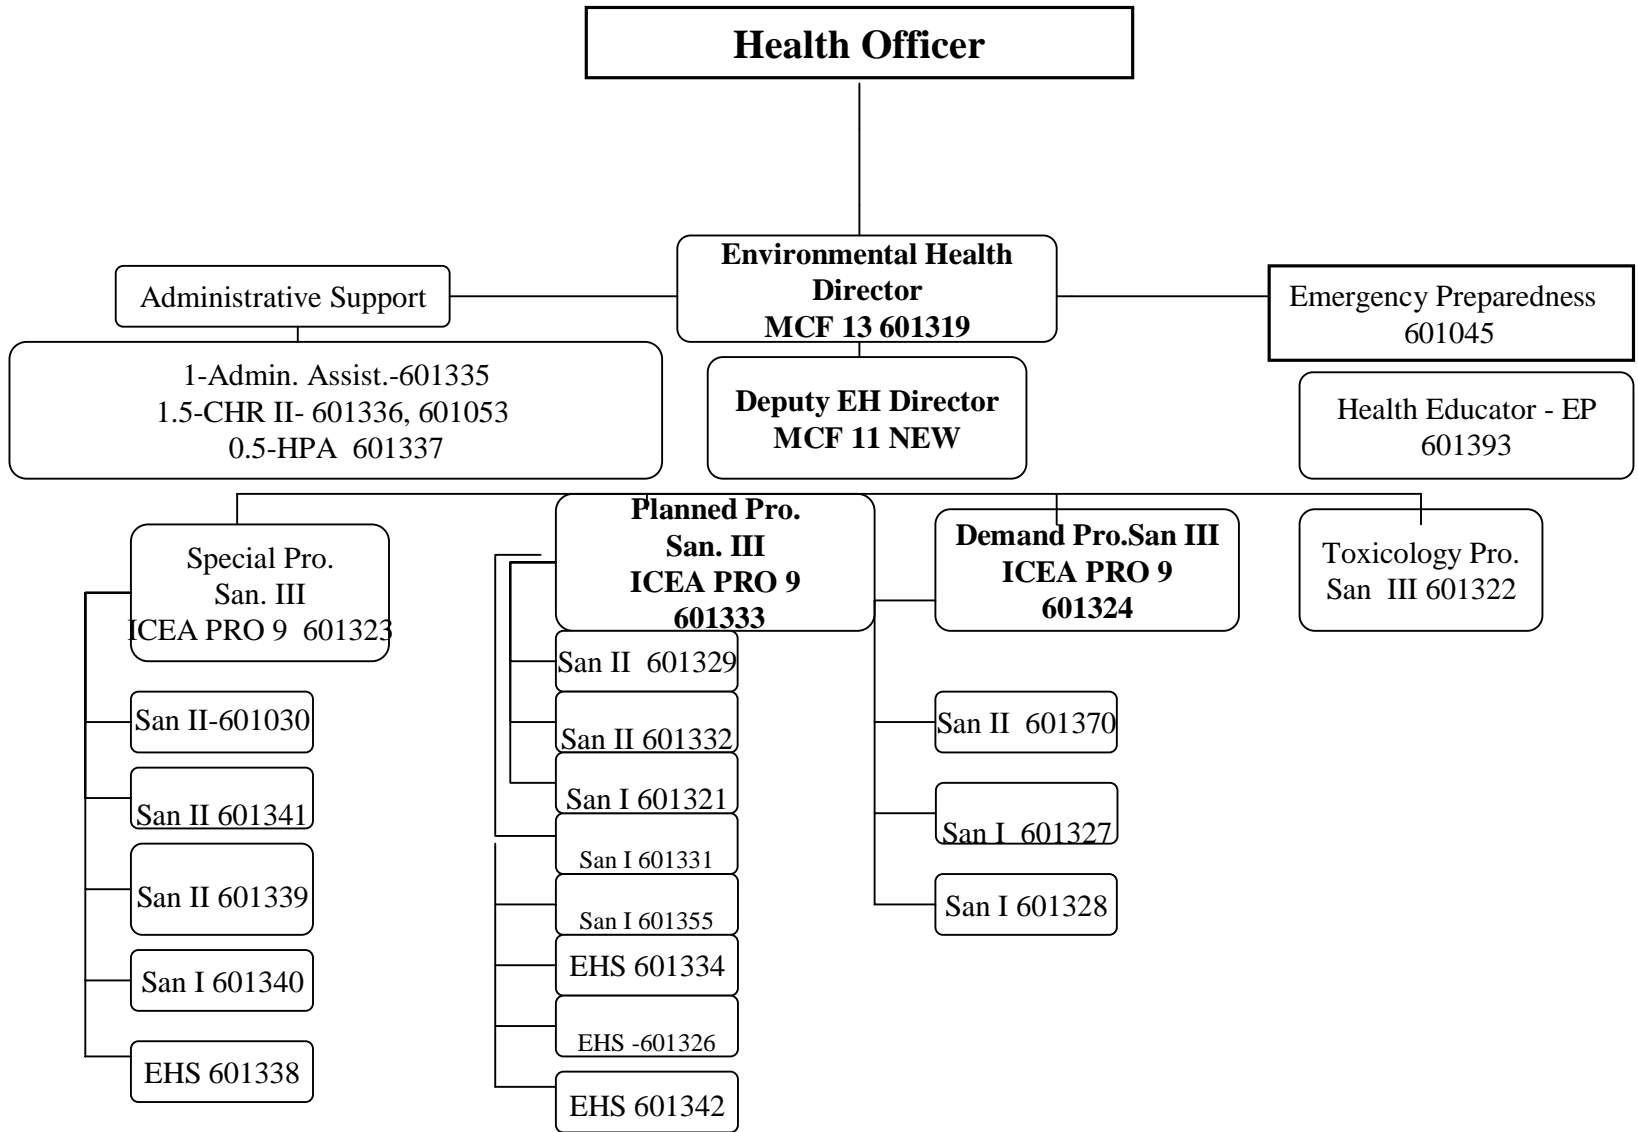 Health Officer
Environmental Health
Director
MCF 13 601319
Administrative Support
Emergency Preparedness
601045
1-Admin. Assist.-601335
1.5-CHR II- 601336, 601053
0.5-HPA  601337
Deputy EH Director
MCF 11 NEW
Health Educator - EP
601393
Special Pro.
San. III
ICEA PRO 9  601323
San II-601030
San II 601341
San II 601339
San I 601340
EHS 601338
Planned Pro.
San. III
ICEA PRO 9
601333
San II  601329
San II 601332
San I 601321
San I 601331
San I 601355
EHS 601334
EHS -601326
EHS 601342
Demand Pro.San III
ICEA PRO 9
601324
San II  601370
San I  601327
San I 601328
Toxicology Pro.
San  III 601322